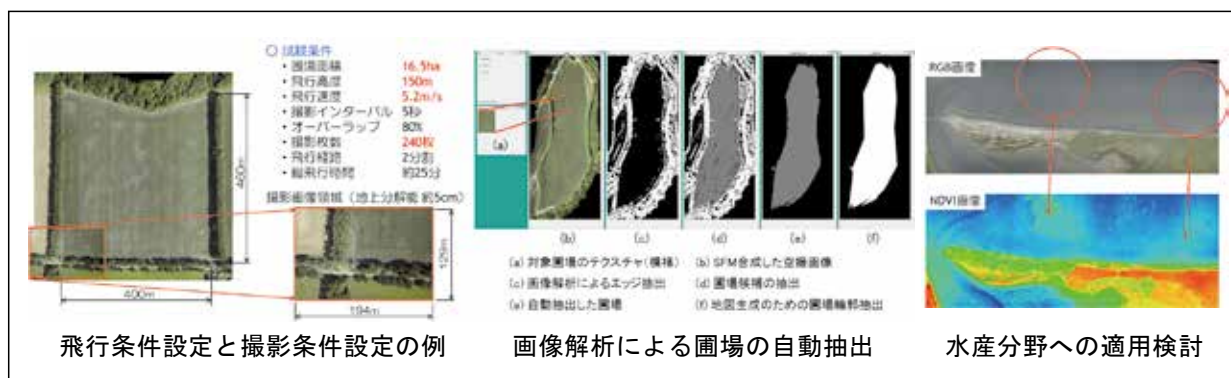 ○ 試験条件
・圃場面積 16.5ha
・飛行高度 150m
・飛行速度 5.2m/s
・撮影インターバル 5秒
・オーバーラップ 80%
・撮影枚数 240枚
・飛行経路 2分割
・総飛行時間 約25分
撮影画像領域（地上分解能 約5cm）
460m
400m
129m
194m
飛行条件設定と撮影条件設定の例
(a)
(b)
(c)
(d)
(e)
(f)
(a) 対象圃場のテクスチャ(模様)
(b) SFM合成した空撮画像
(c) 画像解析によるエッジ抽出
(d) 圃場候補の抽出
(e) 自動抽出した圃場
(f) 地図生成のための圃場輪郭抽出
画像解析による圃場の自動抽出
RGB画像
NDVI画像
水産分野への適用検討